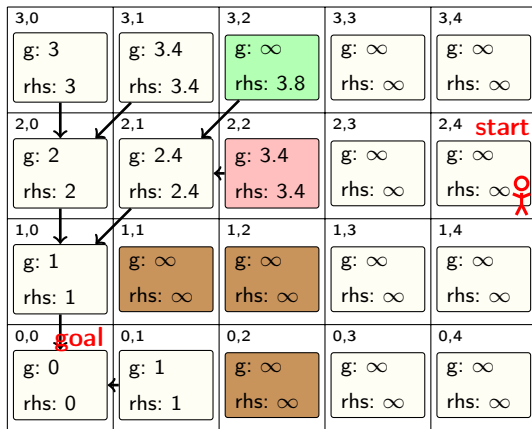 3,0 3,1 3,2 3,3 3,4
g: 3 g: 3.4 g: ∞ g: ∞ g: ∞
rhs: 3 rhs: 3.4 rhs: 3.8 rhs: ∞ rhs: ∞
2,0 2,1 2,2 2,3 2,4 start
g: 2 g: 2.4 g: 3.4 g: ∞ g: ∞
rhs: 2 rhs: 2.4 rhs: 3.4 rhs: ∞ rhs: ∞
1,0 1,1 1,2 1,3 1,4
g: 1 g: ∞ g: ∞ g: ∞ g: ∞
rhs: 1 rhs: ∞ rhs: ∞ rhs: ∞ rhs: ∞
0,0 goal 0,1 0,2 0,3 0,4
g: 0 g: 1 g: ∞ g: ∞ g: ∞
rhs: 0 rhs: 1 rhs: ∞ rhs: ∞ rhs: ∞